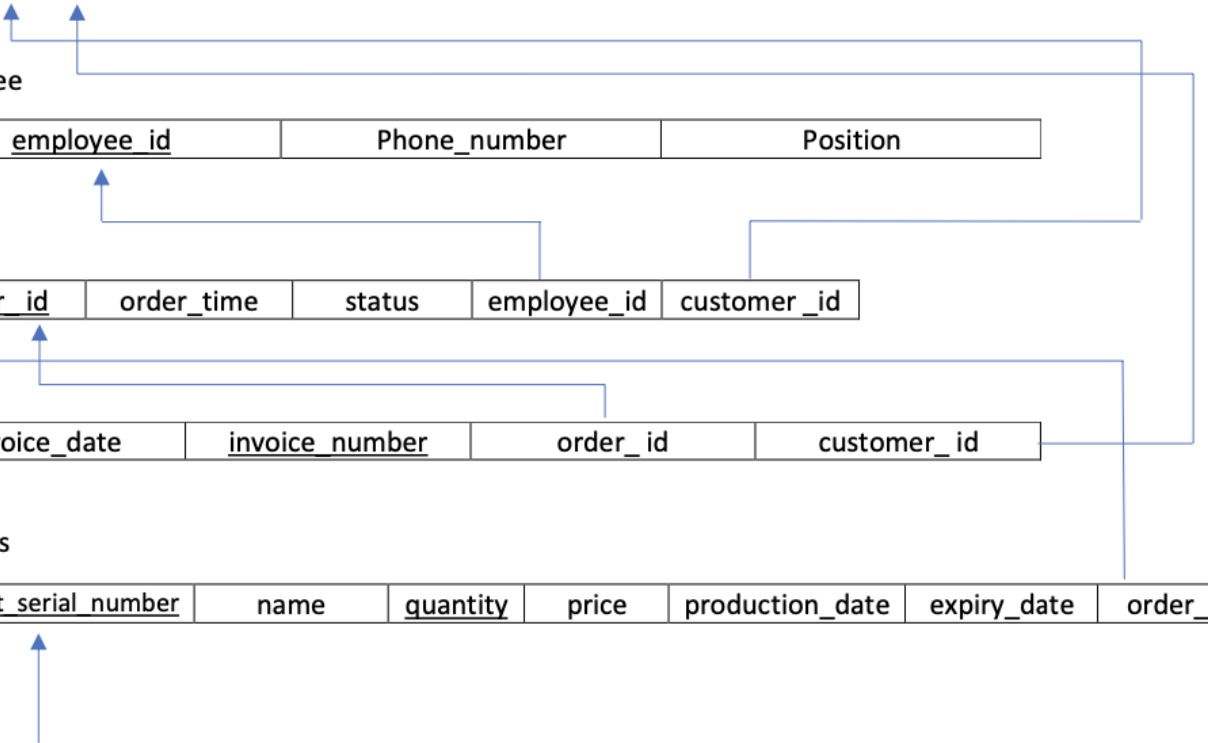 ee
employee_id Phone_number Position
r_id order_time status employee_id customer _id
oice_date invoice_number order_ id customer_ id
s
t_serial_number name quantity price production_date expiry_date order_